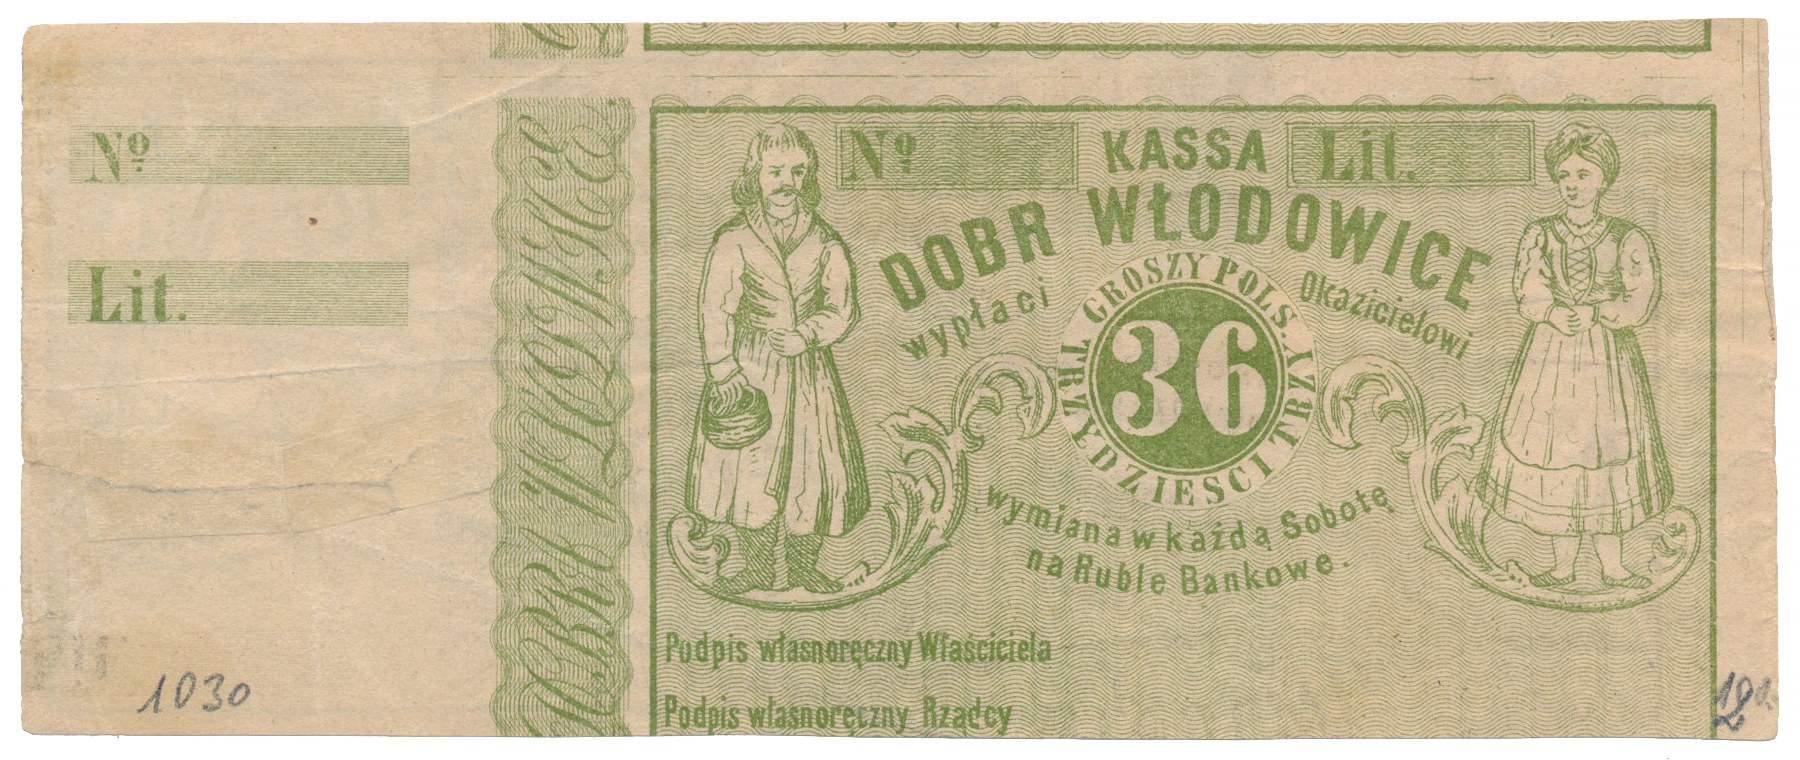 Nº
Lit.
Nº
KASSA
Lit.
DOBR WŁODOWICE
wypłaci
Okazicielowi
TRZYDZIEŚCI TRZY GROSZY POLS.
36
wymiana w każdą Sobotę
na Ruble Bankowe.
Podpis własnoręczny Właściciela
Podpis własnoręczny Rządcy
1030